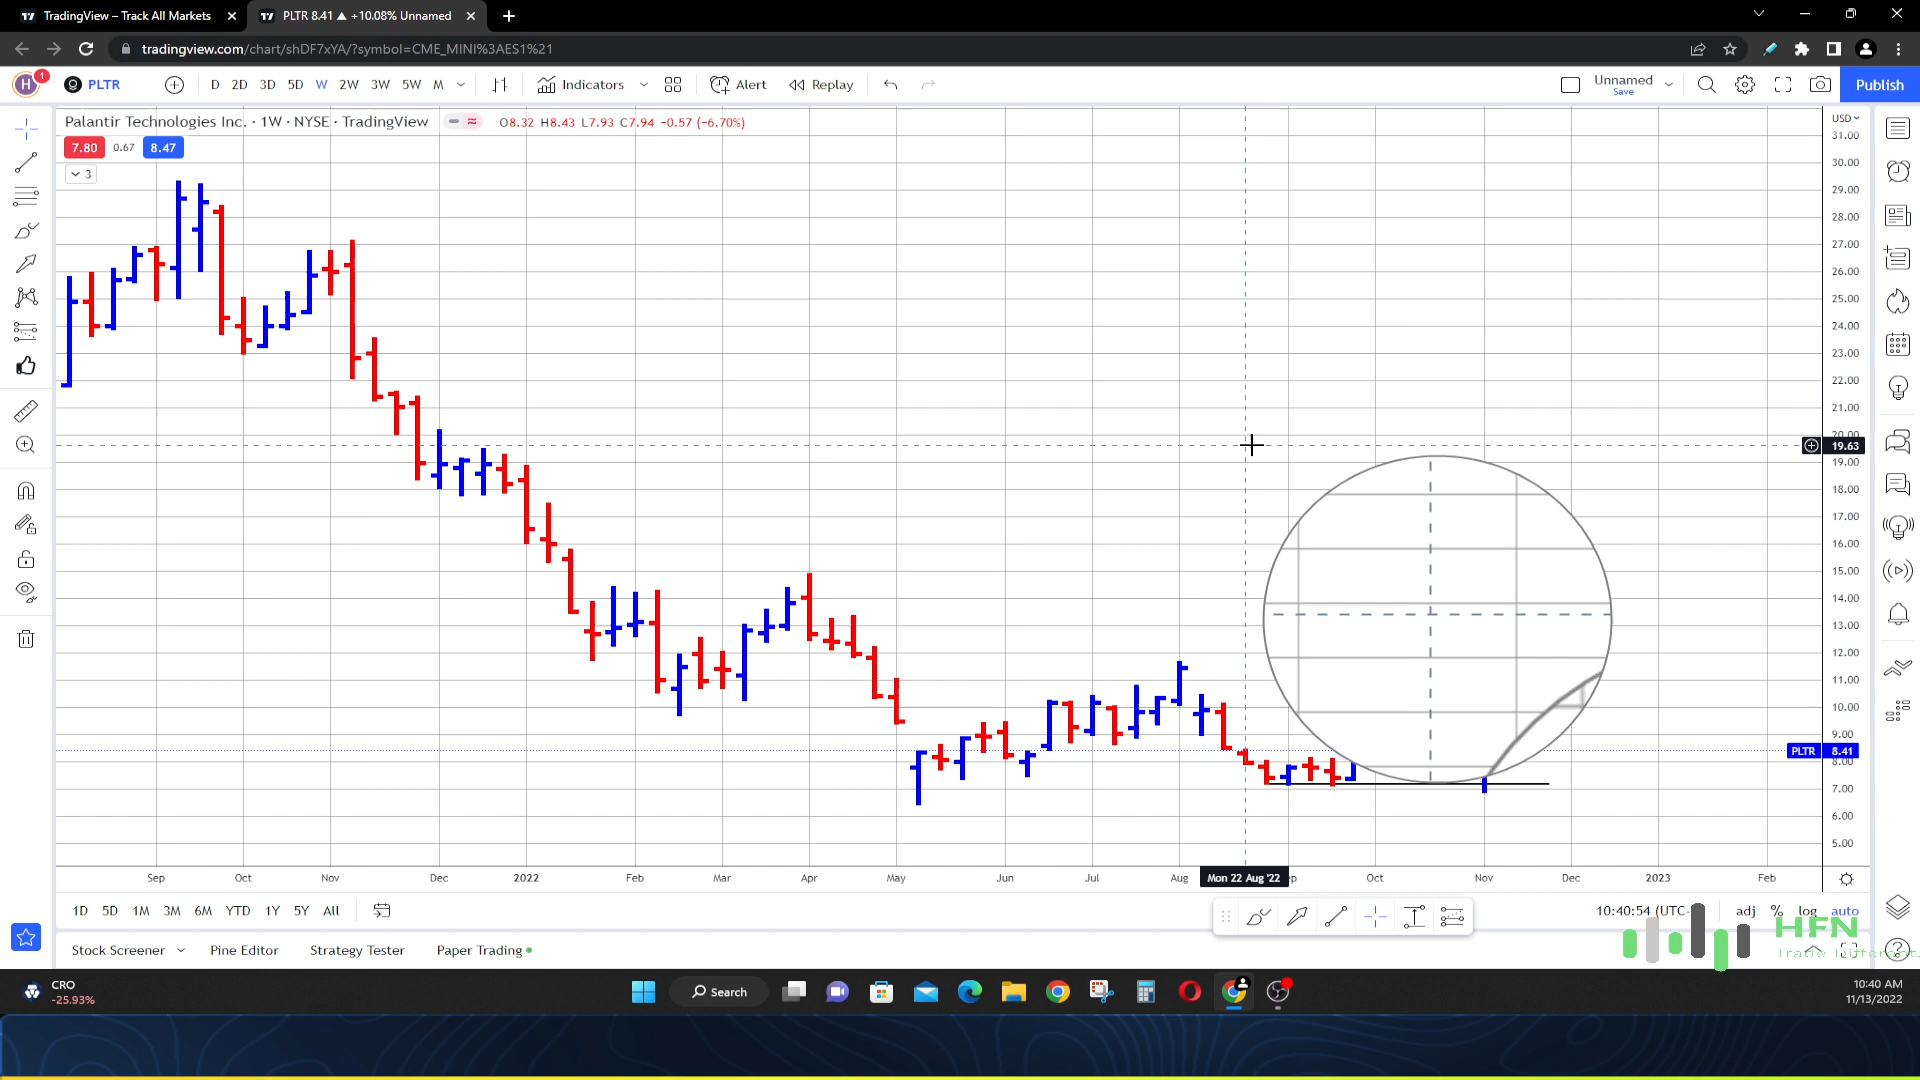 TradingView – Track All Markets
PLTR 8.41 ▲ +10.08% Unnamed
tradingview.com/chart/shDF7xYA/?symbol=CME_MINI%3AES1%21
H 1 PLTR D 2D 3D 5D W 2W 3W 5W M Indicators Alert Replay Unnamed Save Publish
Palantir Technologies Inc. · 1W · NYSE · TradingView O8.32 H8.43 L7.93 C7.94 −0.57 (−6.70%)
USD
7.80 0.67 8.47
3
31.00
30.00
29.00
28.00
27.00
26.00
25.00
24.00
23.00
22.00
21.00
20.00
19.63
19.00
18.00
17.00
16.00
15.00
14.00
13.00
12.00
11.00
10.00
9.00
PLTR 8.41
8.00
7.00
6.00
5.00
Sep Oct Nov Dec 2022 Feb Mar Apr May Jun Jul Aug Mon 22 Aug '22 Oct Nov Dec 2023 Feb
1D 5D 1M 3M 6M YTD 1Y 5Y All 10:40:54 (UTC- adj % log auto
HFN
Stock Screener Pine Editor Strategy Tester Paper Trading
CRO
-25.93%
Search
10:40 AM
11/13/2022